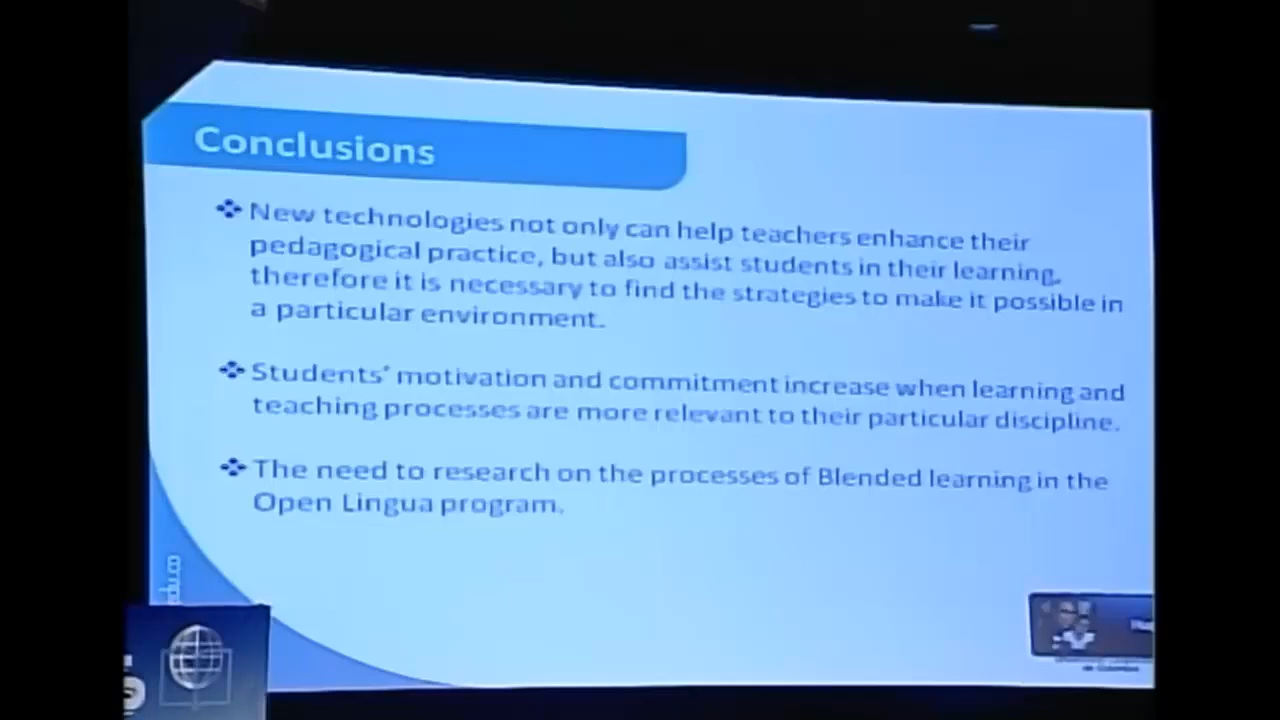 Conclusions
New technologies not only can help teachers enhance their
pedagogical practice, but also assist students in their learning,
therefore it is necessary to find the strategies to make it possible in
a particular environment.
Students' motivation and commitment increase when learning and
teaching processes are more relevant to their particular discipline.
The need to research on the processes of Blended learning in the
Open Lingua program.
edu.co